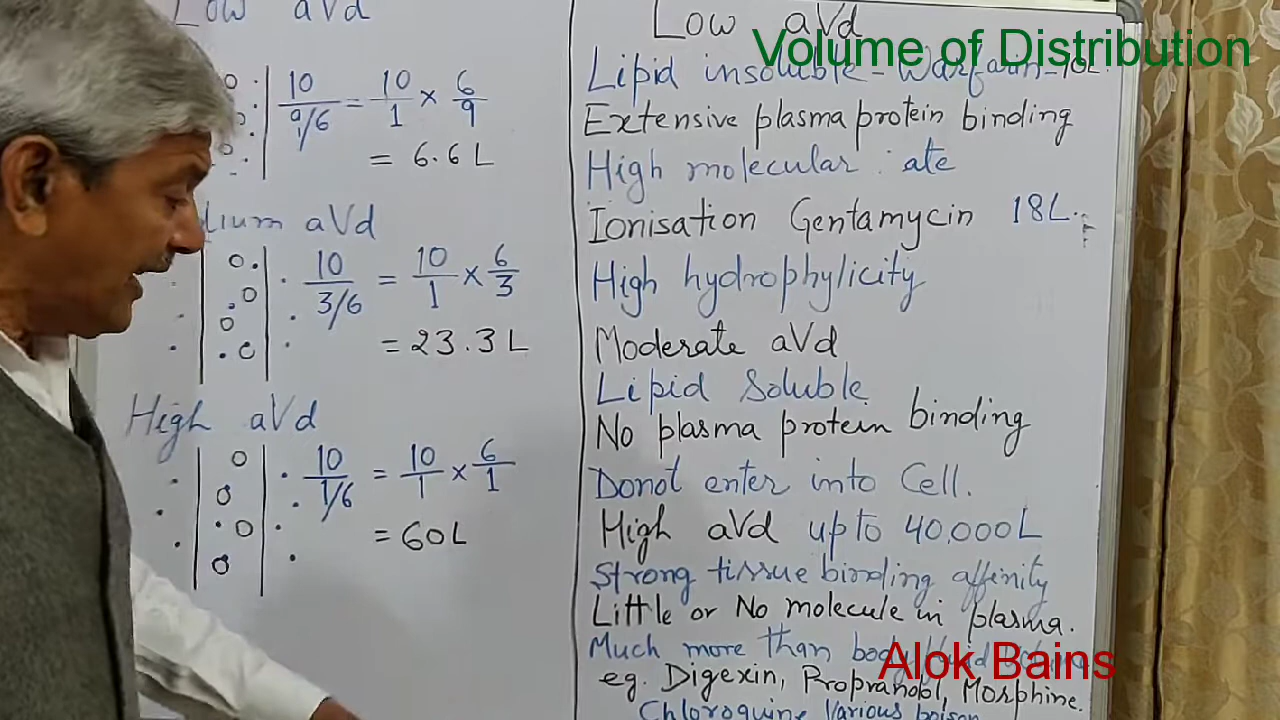 Low aVd
10/9/6 = 10/1 × 6/9
= 6.6 L
dium aVd
10/3/6 = 10/1 × 6/3
= 23.3 L
High aVd
10/1/6 = 10/1 × 6/1
= 60 L
Low aVd
Volume of Distribution
Lipid insoluble - Warfarin - 10L.
Extensive plasma protein binding
High molecular ate
Ionisation Gentamycin 18L.
High hydrophylicity
Moderate aVd
Lipid Soluble
No plasma protein binding
Donot enter into Cell.
High aVd upto 40,000L
Strong tissue binding affinity
Little or No molecule in plasma.
Much more than body
Alok Bains
eg. Digexin, Propranolol, Morphine.
Chloroquine Various poison